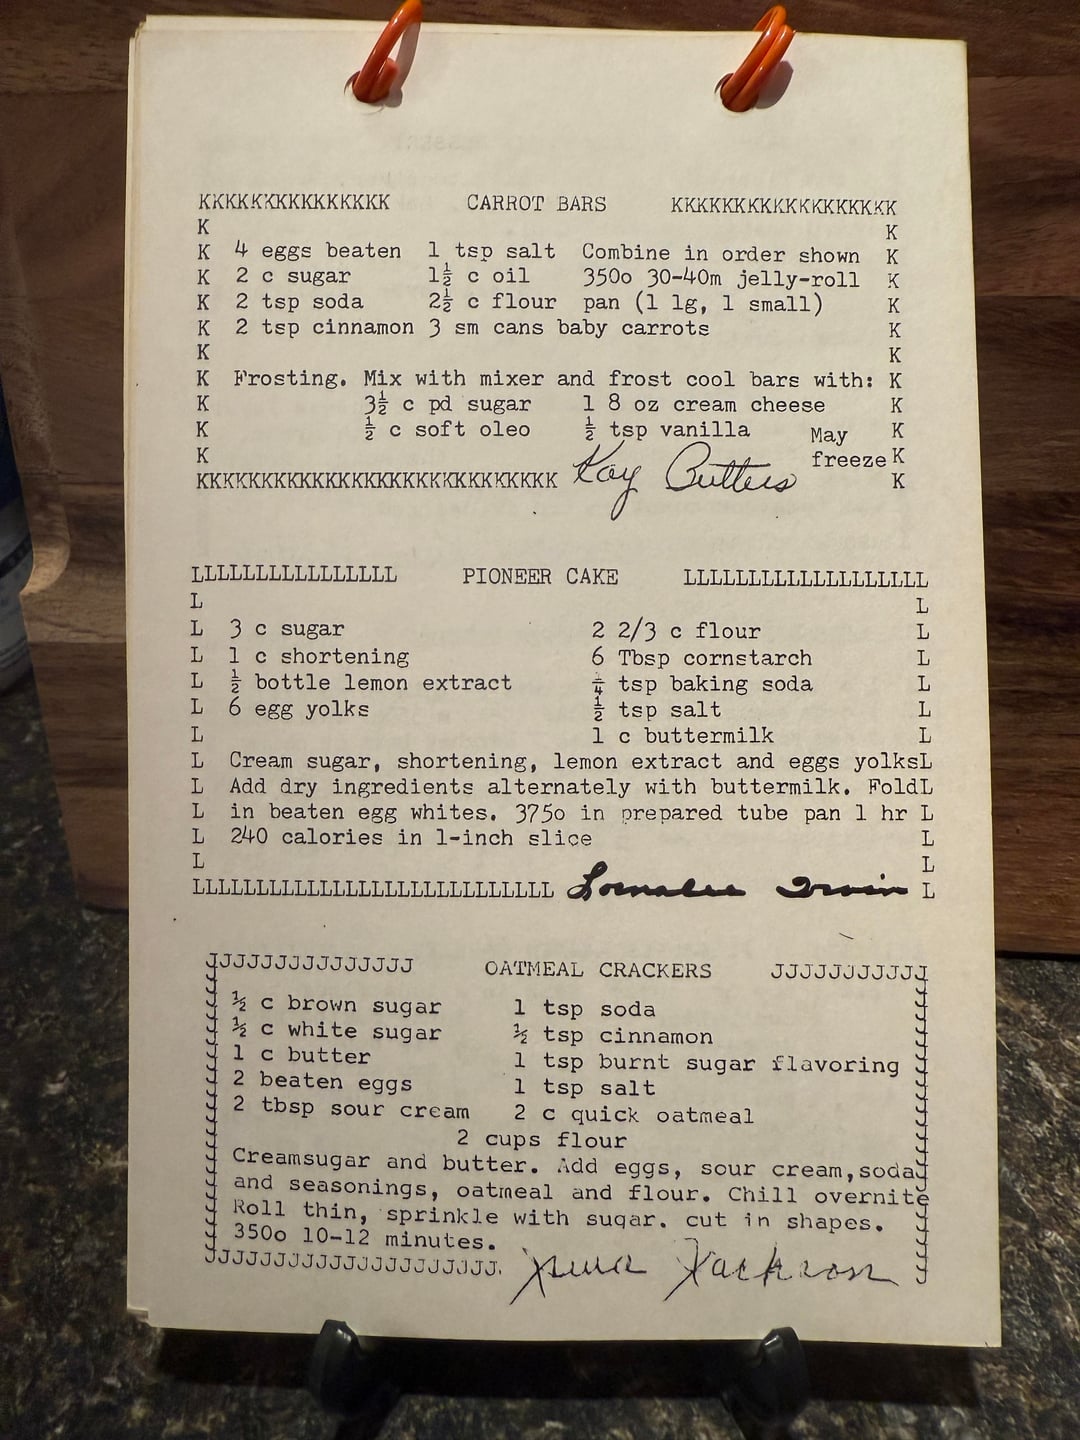 KKKKKKKKKKKKKKK CARROT BARS KKKKKKKKKKKKKKKKKK
K K
K 4 eggs beaten 1 tsp salt Combine in order shown K
K 2 c sugar 1½ c oil 350o 30-40m jelly-roll K
K 2 tsp soda 2½ c flour pan (1 lg, 1 small) K
K 2 tsp cinnamon 3 sm cans baby carrots K
K K
K Frosting. Mix with mixer and frost cool bars with: K
K 3½ c pd sugar 1 8 oz cream cheese K
K ½ c soft oleo ½ tsp vanilla May K
K freeze K
KKKKKKKKKKKKKKKKKKKKKKKKKKKK Kay Butters K
LLLLLLLLLLLLLLLL PIONEER CAKE LLLLLLLLLLLLLLLLLLL
L L
L 3 c sugar 2 2/3 c flour L
L 1 c shortening 6 Tbsp cornstarch L
L ½ bottle lemon extract ¼ tsp baking soda L
L 6 egg yolks ½ tsp salt L
L 1 c buttermilk L
L Cream sugar, shortening, lemon extract and eggs yolksL
L Add dry ingredients alternately with buttermilk. FoldL
L in beaten egg whites. 375o in prepared tube pan 1 hr L
L 240 calories in 1-inch slice L
L L
LLLLLLLLLLLLLLLLLLLLLLLLLLLL Lornalee Irwin L
JJJJJJJJJJJJJJJ OATMEAL CRACKERS JJJJJJJJJJJ
½ c brown sugar 1 tsp soda
½ c white sugar ½ tsp cinnamon
1 c butter 1 tsp burnt sugar flavoring
2 beaten eggs 1 tsp salt
2 tbsp sour cream 2 c quick oatmeal
2 cups flour
Creamsugar and butter. Add eggs, sour cream,soda
and seasonings, oatmeal and flour. Chill overnite
Roll thin, sprinkle with sugar. cut in shapes.
350o 10-12 minutes.
JJJJJJJJJJJJJJJJJJJJJ Jackson